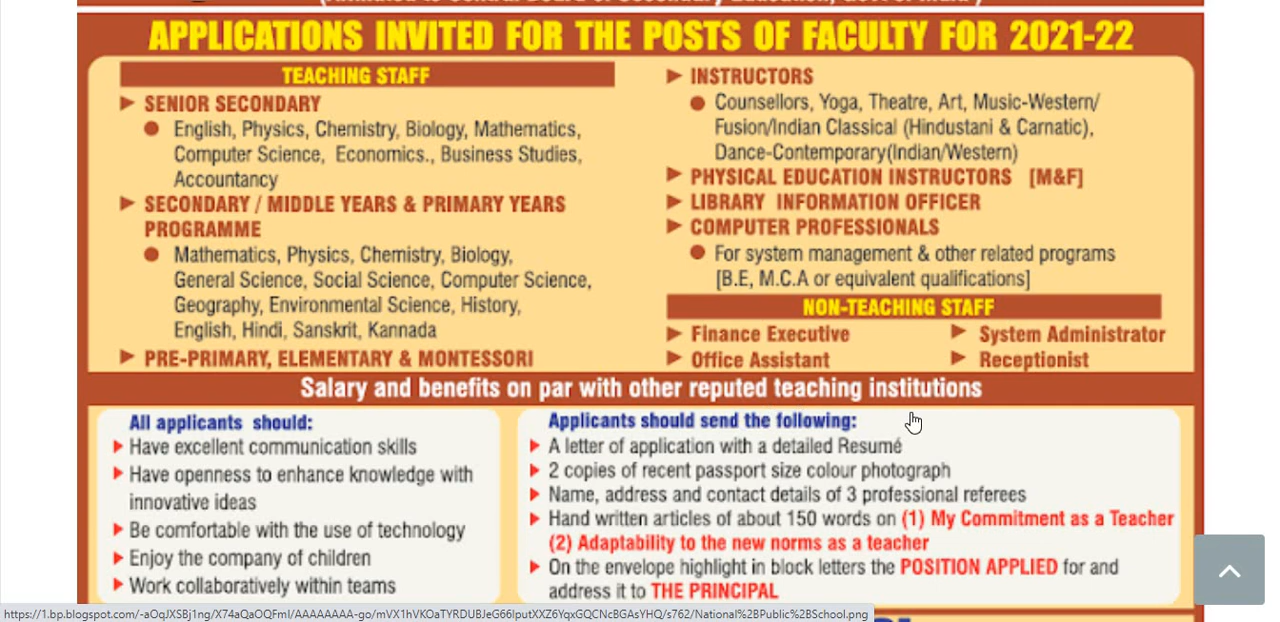 (Affiliated to Central Board of Secondary Education, Govt of India )
APPLICATIONS INVITED FOR THE POSTS OF FACULTY FOR 2021-22
TEACHING STAFF
SENIOR SECONDARY
English, Physics, Chemistry, Biology, Mathematics,
Computer Science, Economics., Business Studies,
Accountancy
SECONDARY / MIDDLE YEARS & PRIMARY YEARS
PROGRAMME
Mathematics, Physics, Chemistry, Biology,
General Science, Social Science, Computer Science,
Geography, Environmental Science, History,
English, Hindi, Sanskrit, Kannada
PRE-PRIMARY, ELEMENTARY & MONTESSORI
INSTRUCTORS
Counsellors, Yoga, Theatre, Art, Music-Western/
Fusion/Indian Classical (Hindustani & Carnatic),
Dance-Contemporary(Indian/Western)
PHYSICAL EDUCATION INSTRUCTORS [M&F]
LIBRARY INFORMATION OFFICER
COMPUTER PROFESSIONALS
For system management & other related programs
[B.E, M.C.A or equivalent qualifications]
NON-TEACHING STAFF
Finance Executive System Administrator
Office Assistant Receptionist
Salary and benefits on par with other reputed teaching institutions
All applicants should:
Have excellent communication skills
Have openness to enhance knowledge with
innovative ideas
Be comfortable with the use of technology
Enjoy the company of children
Work collaboratively within teams
Applicants should send the following:
A letter of application with a detailed Resumé
2 copies of recent passport size colour photograph
Name, address and contact details of 3 professional referees
Hand written articles of about 150 words on (1) My Commitment as a Teacher
(2) Adaptability to the new norms as a teacher
On the envelope highlight in block letters the POSITION APPLIED for and
address it to THE PRINCIPAL
https://1.bp.blogspot.com/-aOqJXSBj1ng/X74aQaOQFmI/AAAAAAAA-go/mVX1hVKOaTYRDUBJeG66IputXXZ6YqxGQCNcBGAsYHQ/s762/National%2BPublic%2BSchool.png